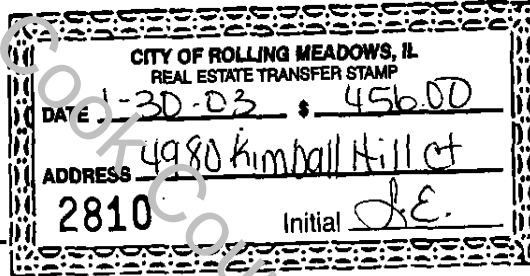 CITY OF ROLLING MEADOWS, IL
REAL ESTATE TRANSFER STAMP
DATE 1-30-03 $ 456.00
ADDRESS 4980 Kimball Hill Ct
2810 Initial
Cook Cou